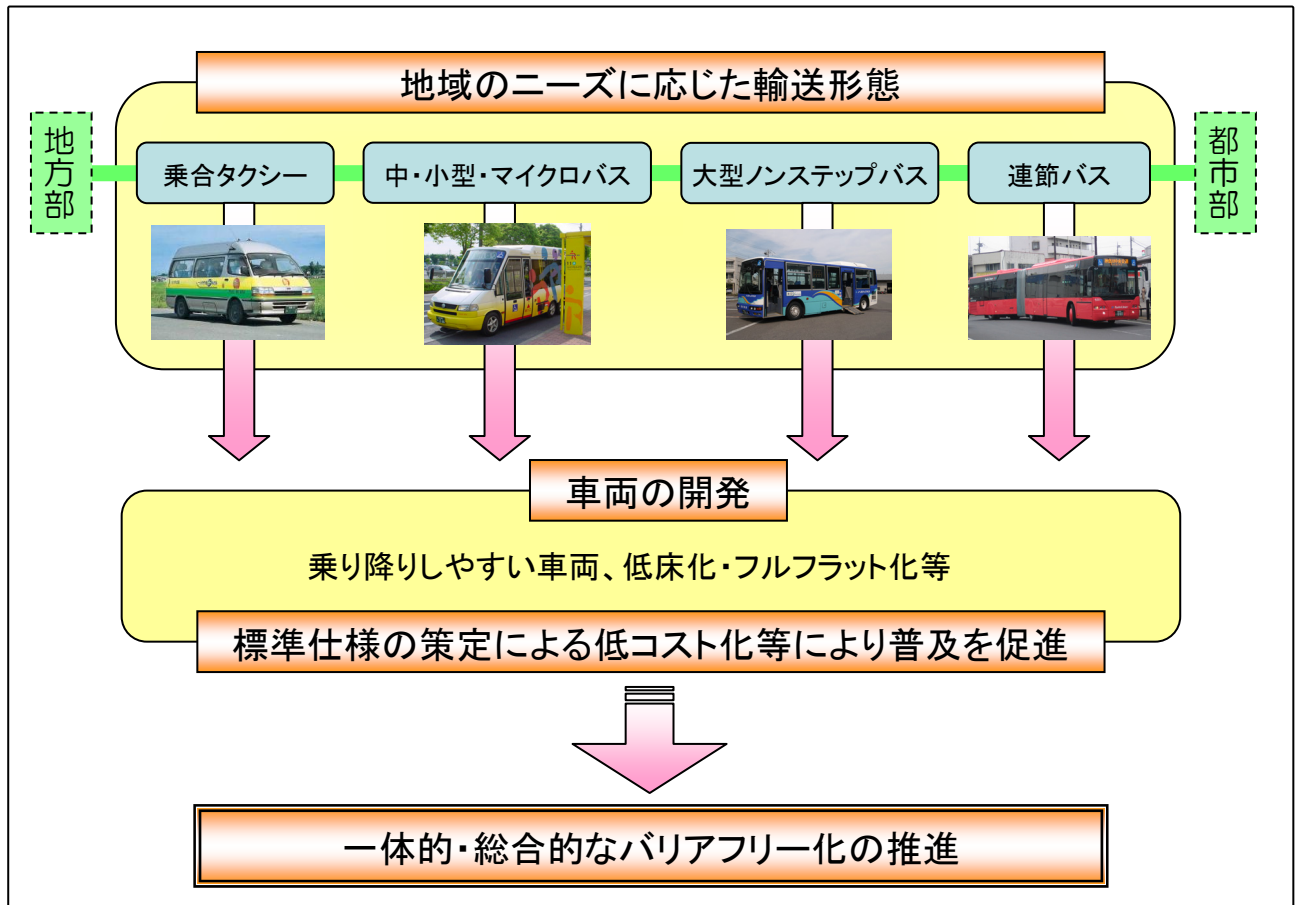 地域のニーズに応じた輸送形態
地方部
乗合タクシー
中・小型・マイクロバス
大型ノンステップバス
連節バス
都市部
車両の開発
乗り降りしやすい車両、低床化・フルフラット化等
標準仕様の策定による低コスト化等により普及を促進
一体的・総合的なバリアフリー化の推進